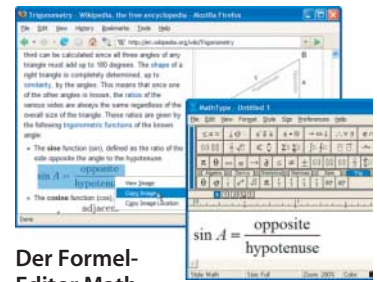 Trigonometry - Wikipedia, the free encyclopedia - Mozilla Firefox
File Edit View History Bookmarks Tools Help
http://en.wikipedia.org/wiki/Trigonometry
third can be calculated since all three angles of any
triangle must add up to 180 degrees. The shape of a
right triangle is completely determined, up to
similarity, by the angles. This means that once one
of the other angles is known, the ratios of the
various sides are always the same regardless of the
overall size of the triangle. These ratios are given by
the following trigonometric functions of the known
angle:
The sine function (sin), defined as the ratio of the
side opposite the angle to the hypotenuse.
sin A = opposite
hypotenu
View Image
Copy Image
Copy Image Location
The cosine function (cos),
adjacen
Done
MathType - Untitled 1
File Edit View Format Style Size Preferences Help
sin A = opposite
hypotenuse
Style: Math Size: Full Zoom: 200% Color:
Der Formel-
Editor Math